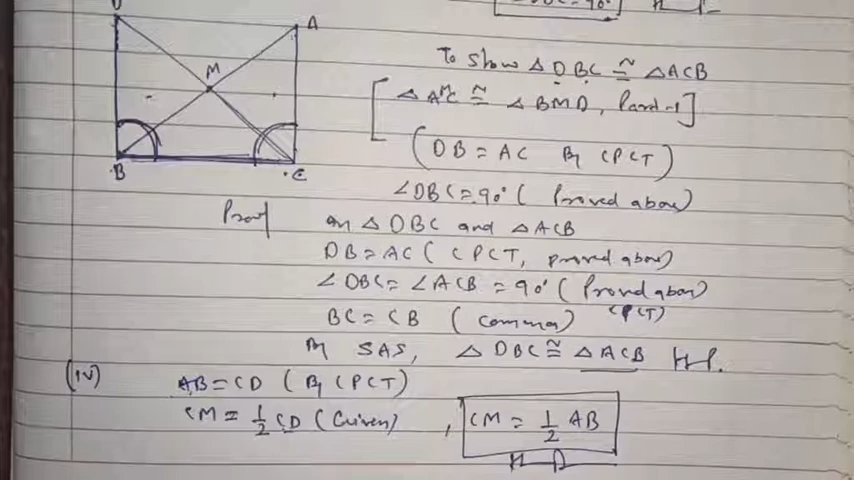 ∠DBC = 90°
D
A
M
B
C
To Show △DBC ≅ △ACB
[△AMC ≅ △BMD, Part-1]
(DB = AC By CPCT)
∠DBC = 90° (Proved above)
Proof In △DBC and △ACB
DB = AC (CPCT, proved above)
∠DBC = ∠ACB = 90° (Proved above)
BC = CB (common) CPCT)
By SAS, △DBC ≅ △ACB H.P.
(iv) AB = CD (By CPCT)
CM = 1/2 CD (Given) , CM = 1/2 AB